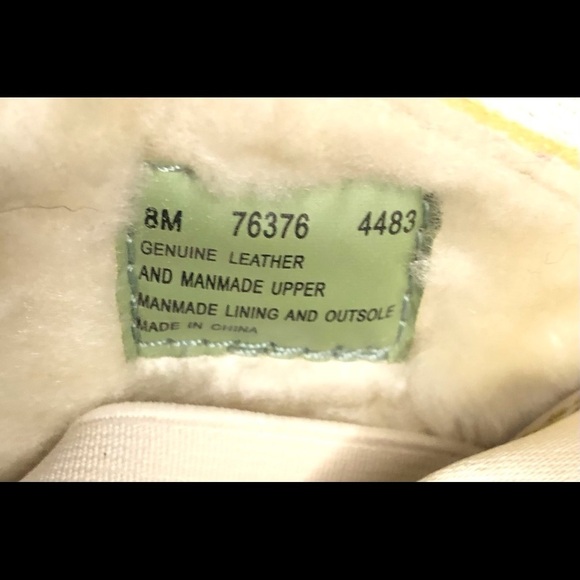 8M 76376 4483
GENUINE LEATHER
AND MANMADE UPPER
MANMADE LINING AND OUTSOLE
MADE IN CHINA